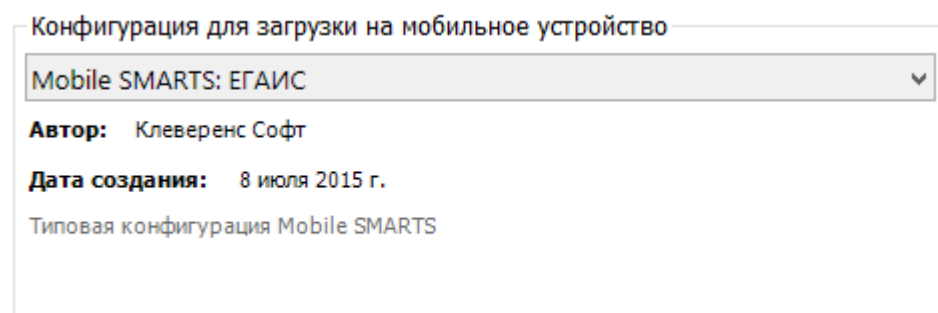 Конфигурация для загрузки на мобильное устройство
Mobile SMARTS: ЕГАИС
Автор: Клеверенс Софт
Дата создания: 8 июля 2015 г.
Типовая конфигурация Mobile SMARTS